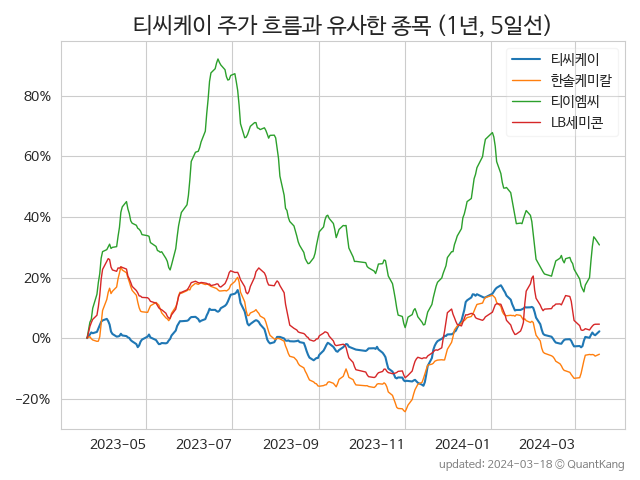 티씨케이 주가 흐름과 유사한 종목 (1년, 5일선)
티씨케이
한솔케미칼
티이엠씨
LB세미콘
80%
60%
40%
20%
0%
−20%
2023-05 2023-07 2023-09 2023-11 2024-01 2024-03
updated: 2024-03-18 © QuantKang